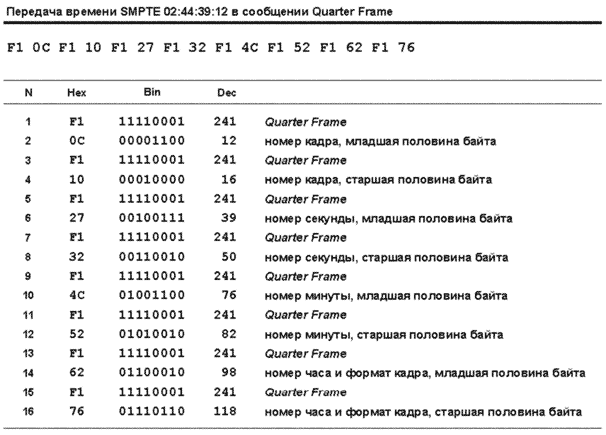 Передача времени SMPTE 02:44:39:12 в сообщении Quarter Frame
F1 0C F1 10 F1 27 F1 32 F1 4C F1 52 F1 62 F1 76
N Hex Bin Dec
1 F1 11110001 241 Quarter Frame
2 0C 00001100 12 номер кадра, младшая половина байта
3 F1 11110001 241 Quarter Frame
4 10 00010000 16 номер кадра, старшая половина байта
5 F1 11110001 241 Quarter Frame
6 27 00100111 39 номер секунды, младшая половина байта
7 F1 11110001 241 Quarter Frame
8 32 00110010 50 номер секунды, старшая половина байта
9 F1 11110001 241 Quarter Frame
10 4C 01001100 76 номер минуты, младшая половина байта
11 F1 11110001 241 Quarter Frame
12 52 01010010 82 номер минуты, старшая половина байта
13 F1 11110001 241 Quarter Frame
14 62 01100010 98 номер часа и формат кадра, младшая половина байта
15 F1 11110001 241 Quarter Frame
16 76 01110110 118 номер часа и формат кадра, старшая половина байта